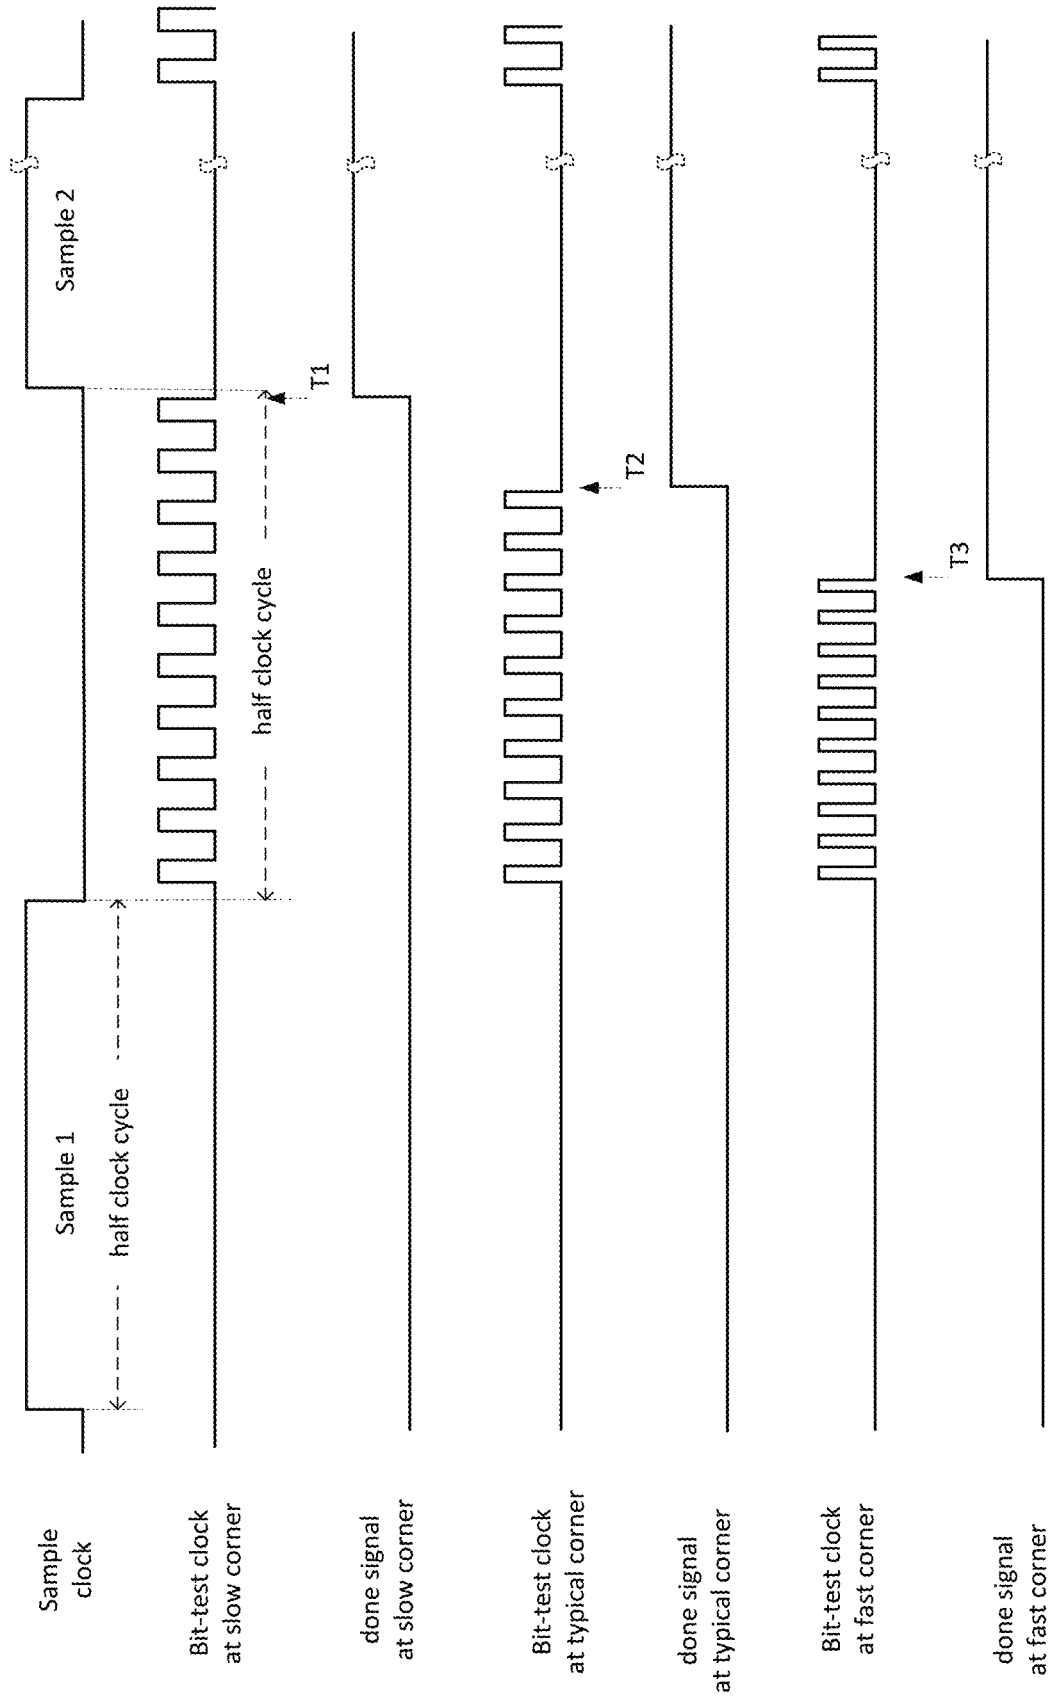 Sample
clock
Sample 1
half clock cycle
Sample 2
Bit-test clock
at slow corner
half clock cycle
T1
done signal
at slow corner
Bit-test clock
at typical corner
T2
done signal
at typical corner
Bit-test clock
at fast corner
T3
done signal
at fast corner